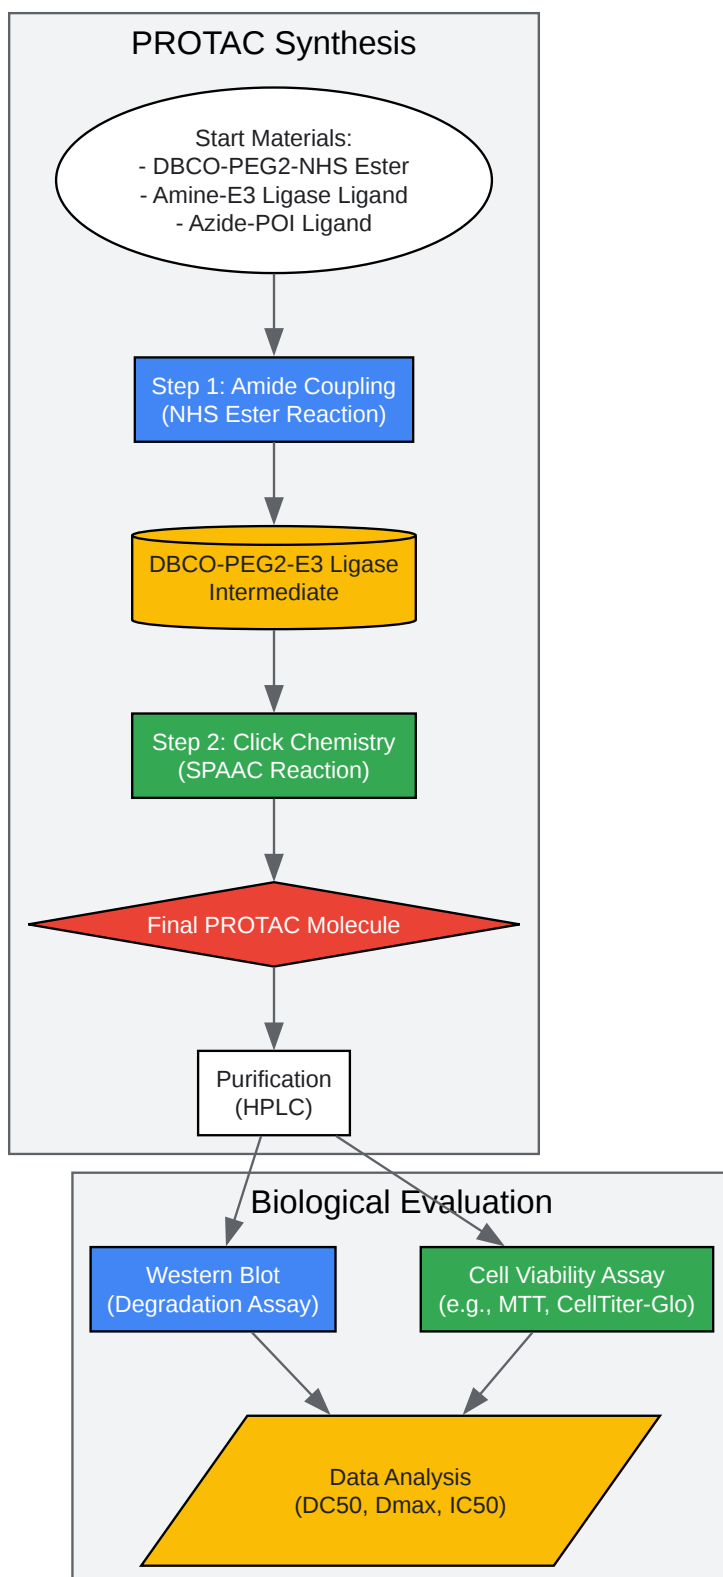 PROTAC Synthesis
Start Materials:
- DBCO-PEG2-NHS Ester
- Amine-E3 Ligase Ligand
- Azide-POI Ligand
Step 1: Amide Coupling
(NHS Ester Reaction)
DBCO-PEG2-E3 Ligase
Intermediate
Step 2: Click Chemistry
(SPAAC Reaction)
Final PROTAC Molecule
Purification
(HPLC)
Biological Evaluation
Western Blot
(Degradation Assay)
Cell Viability Assay
(e.g., MTT, CellTiter-Glo)
Data Analysis
(DC50, Dmax, IC50)